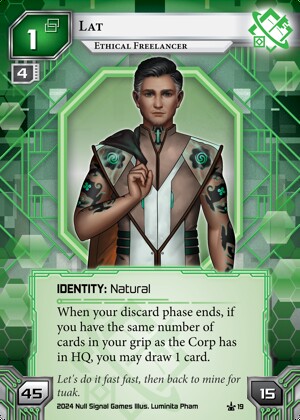 1
Lat
Ethical Freelancer
4
IDENTITY: Natural
When your discard phase ends, if
you have the same number of
cards in your grip as the Corp has
in HQ, you may draw 1 card.
Let's do it fast fast, then back to mine for
tuak.
45
2024 Null Signal Games Illus. Luminita Pham
19
15